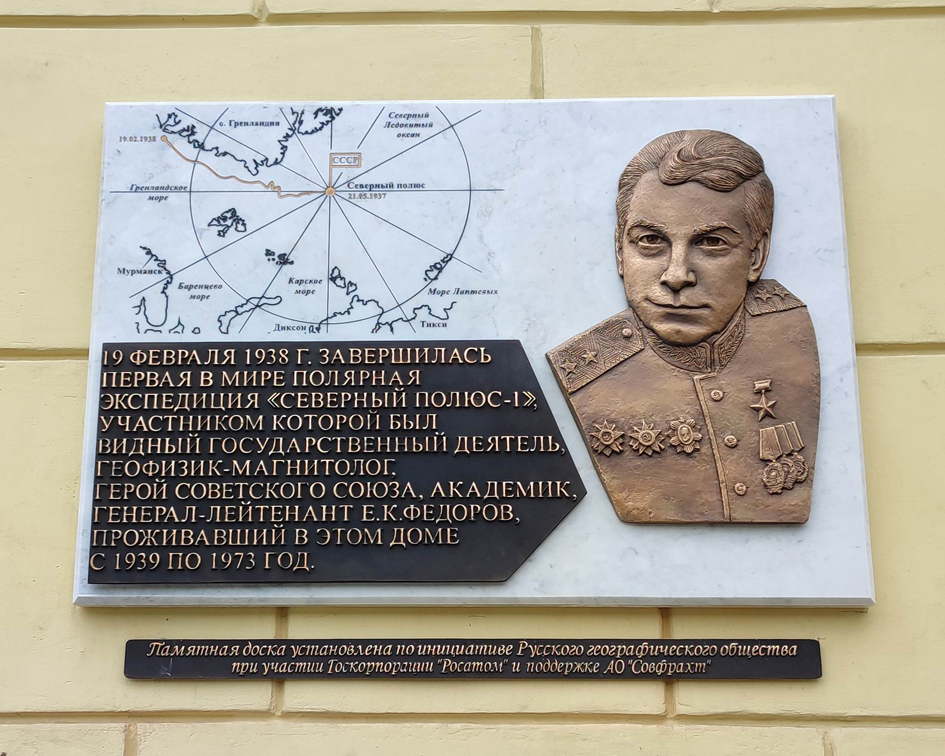 о. Гренландия
Северный
Ледовитый
океан
19.02.1938
СССР
Гренландское
море
Северный полюс
21.05.1937
Мурманск
Баренцево
море
Карское
море
Море Лаптевых
Диксон
Тикси
19 ФЕВРАЛЯ 1938 Г. ЗАВЕРШИЛАСЬ
ПЕРВАЯ В МИРЕ ПОЛЯРНАЯ
ЭКСПЕДИЦИЯ «СЕВЕРНЫЙ ПОЛЮС-1»,
УЧАСТНИКОМ КОТОРОЙ БЫЛ
ВИДНЫЙ ГОСУДАРСТВЕННЫЙ ДЕЯТЕЛЬ,
ГЕОФИЗИК-МАГНИТОЛОГ.
ГЕРОЙ СОВЕТСКОГО СОЮЗА, АКАДЕМИК,
ГЕНЕРАЛ-ЛЕЙТЕНАНТ Е.К.ФЕДОРОВ,
ПРОЖИВАВШИЙ В ЭТОМ ДОМЕ
С 1939 ПО 1973 ГОД.
Памятная доска установлена по инициативе Русского географического общества
при участии Госкорпорации "Росатом" и поддержке АО "Совфрахт"